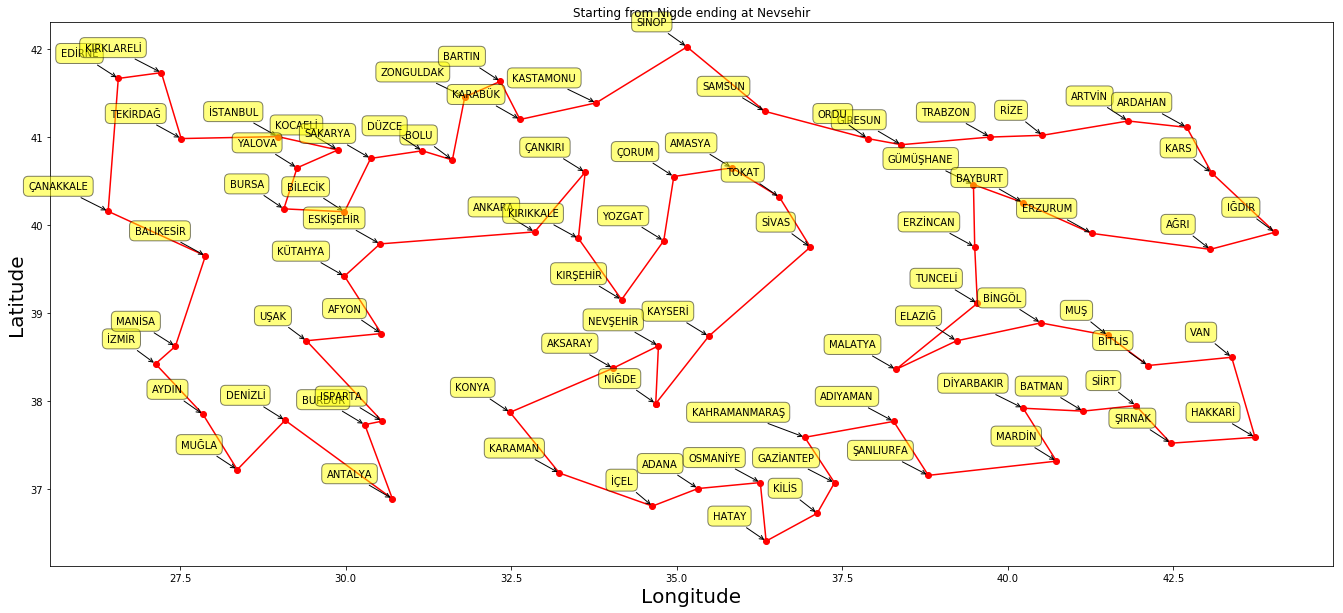 Starting from Nigde ending at Nevsehir
SİNOP
EDİRNE
KIRKLARELİ
BARTIN
ZONGULDAK
KASTAMONU
KARABÜK
SAMSUN
ARTVİN
ARDAHAN
TEKİRDAĞ
İSTANBUL
KOCAELİ
SAKARYA
DÜZCE
BOLU
ORDU
GİRESUN
TRABZON
RİZE
YALOVA
ÇANKIRI
ÇORUM
AMASYA
TOKAT
GÜMÜŞHANE
BAYBURT
KARS
ÇANAKKALE
BURSA
BİLECİK
ESKİŞEHİR
ANKARA
KIRIKKALE
YOZGAT
SİVAS
ERZİNCAN
ERZURUM
AĞRI
IĞDIR
BALIKESİR
KÜTAHYA
KIRŞEHİR
TUNCELİ
BİNGÖL
MUŞ
MANİSA
İZMİR
UŞAK
AFYON
AKSARAY
NEVŞEHİR
KAYSERİ
MALATYA
ELAZIĞ
BİTLİS
VAN
AYDIN
DENİZLİ
BURDUR
ISPARTA
KONYA
NİĞDE
KAHRAMANMARAŞ
ADIYAMAN
DİYARBAKIR
BATMAN
SİİRT
ŞIRNAK
HAKKARİ
MUĞLA
ANTALYA
KARAMAN
İÇEL
ADANA
OSMANİYE
GAZİANTEP
ŞANLIURFA
MARDİN
HATAY
KİLİS
42
41
40
39
38
37
Latitude
27.5
30.0
32.5
35.0
37.5
40.0
42.5
Longitude